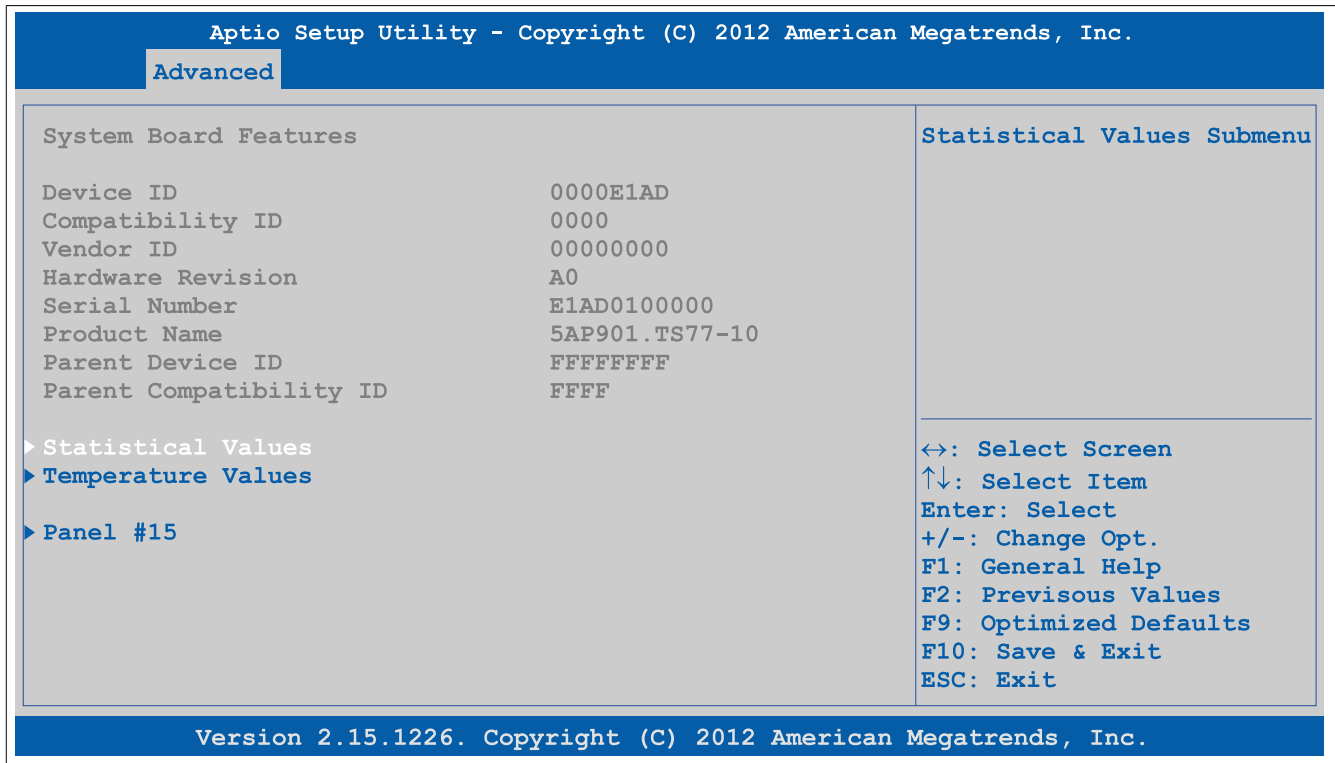 Aptio Setup Utility - Copyright (C) 2012 American Megatrends, Inc.
Advanced
System Board Features
Device ID 0000E1AD
Compatibility ID 0000
Vendor ID 00000000
Hardware Revision A0
Serial Number E1AD0100000
Product Name 5AP901.TS77-10
Parent Device ID FFFFFFFF
Parent Compatibility ID FFFF
Statistical Values
Temperature Values
Panel #15
Statistical Values Submenu
↔: Select Screen
↑↓: Select Item
Enter: Select
+/-: Change Opt.
F1: General Help
F2: Previsous Values
F9: Optimized Defaults
F10: Save & Exit
ESC: Exit
Version 2.15.1226. Copyright (C) 2012 American Megatrends, Inc.